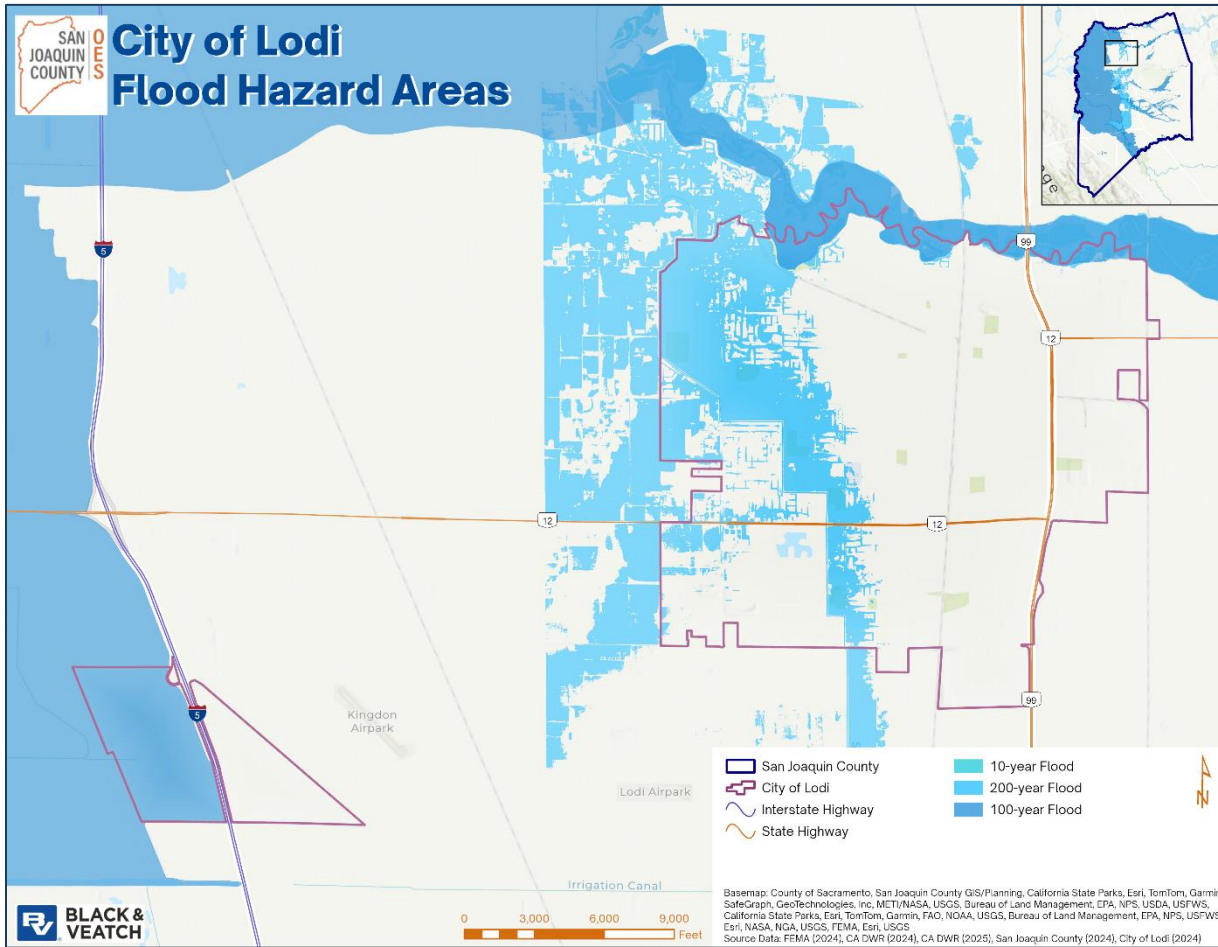 SAN
JOAQUIN
COUNTY
OES
City of Lodi
Flood Hazard Areas
5
99
12
12
12
5
99
Kingdon
Airpark
Lodi Airpark
Irrigation Canal
San Joaquin County
City of Lodi
Interstate Highway
State Highway
10-year Flood
200-year Flood
100-year Flood
N
BLACK &
VEATCH
0 3,000 6,000 9,000
Feet
Basemap: County of Sacramento, San Joaquin County GIS/Planning, California State Parks, Esri, TomTom, Garmin,
SafeGraph, GeoTechnologies, Inc, METI/NASA, USGS, Bureau of Land Management, EPA, NPS, USDA, USFWS,
California State Parks, Esri, TomTom, Garmin, FAO, NOAA, USGS, Bureau of Land Management, EPA, NPS, USFWS
Esri, NASA, NGA, USGS, FEMA, Esri, USGS
Source Data: FEMA (2024), CA DWR (2024), CA DWR (2025), San Joaquin County (2024), City of Lodi (2024)